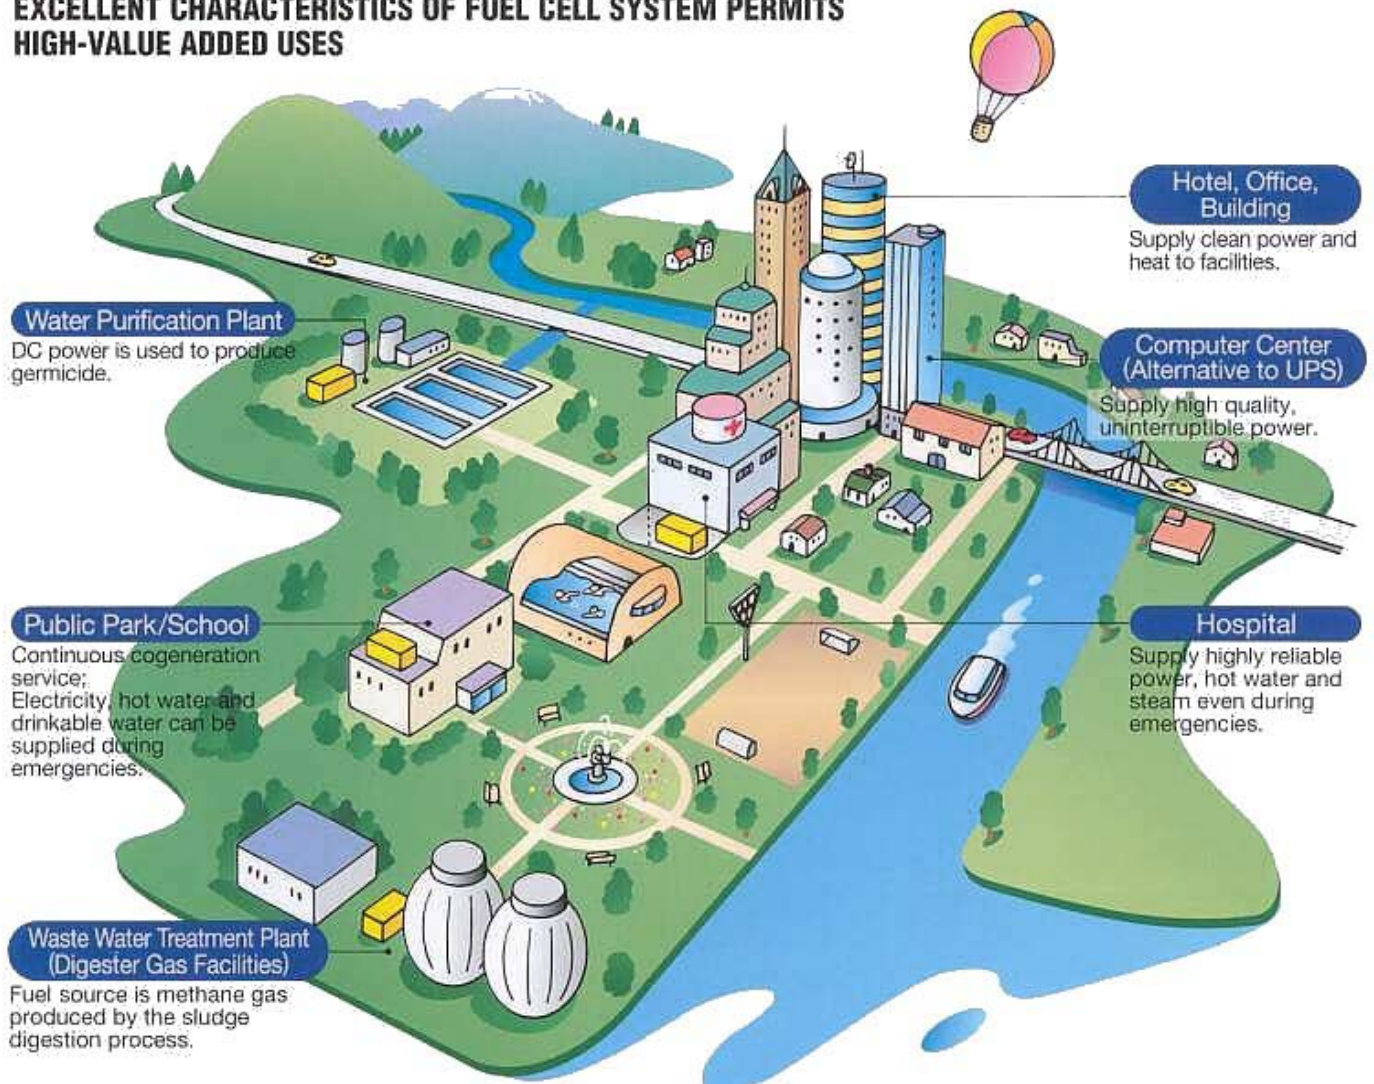 EXCELLENT CHARACTERISTICS OF FUEL CELL SYSTEM PERMITS
HIGH-VALUE ADDED USES
Hotel, Office,
Building
Supply clean power and
heat to facilities.
Water Purification Plant
DC power is used to produce
germicide.
Computer Center
(Alternative to UPS)
Supply high quality,
uninterruptible power.
Public Park/School
Continuous cogeneration
service;
Electricity, hot water and
drinkable water can be
supplied during
emergencies.
Hospital
Supply highly reliable
power, hot water and
steam even during
emergencies.
Waste Water Treatment Plant
(Digester Gas Facilities)
Fuel source is methane gas
produced by the sludge
digestion process.